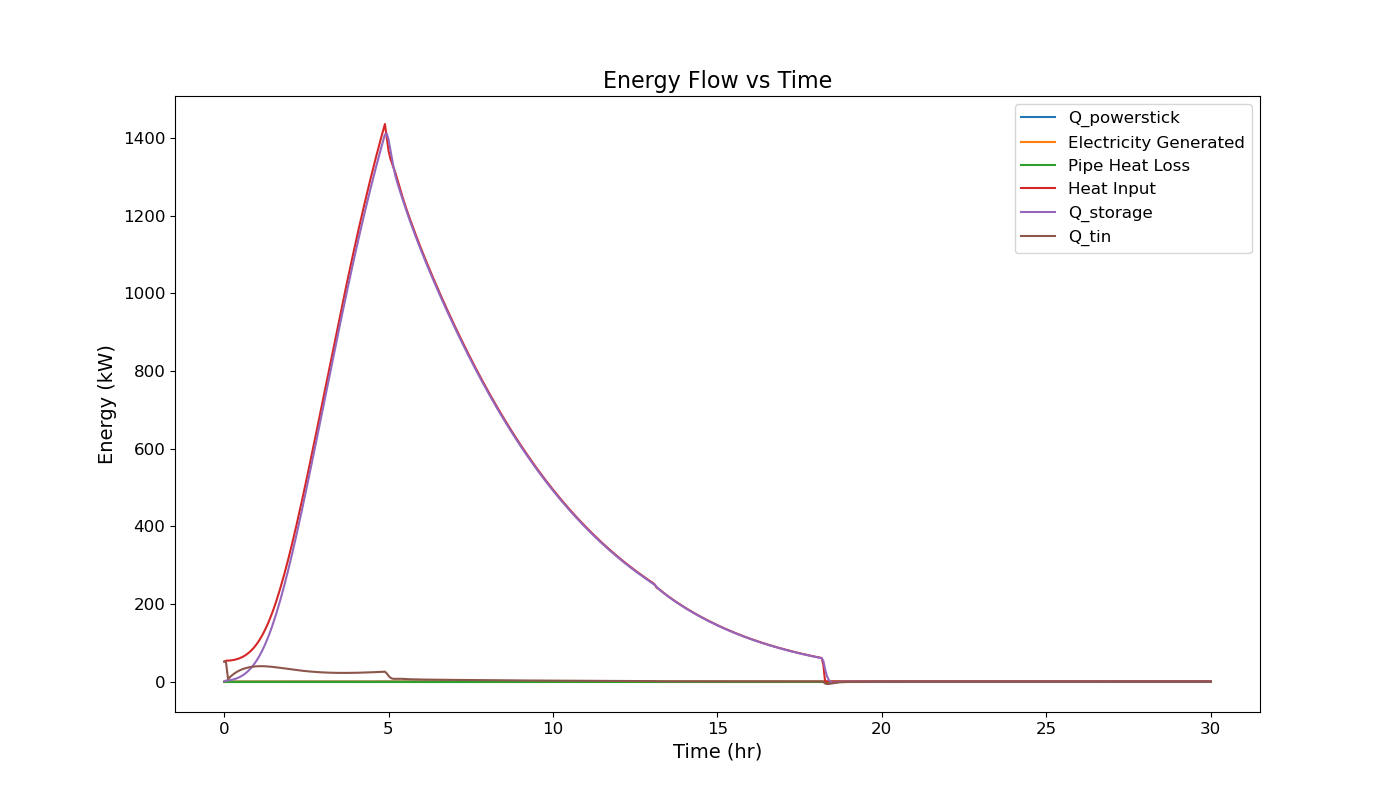 Energy Flow vs Time
Q_powerstick
Electricity Generated
Pipe Heat Loss
Heat Input
Q_storage
Q_tin
Energy (kW)
1400
1200
1000
800
600
400
200
0
0 5 10 15 20 25 30
Time (hr)